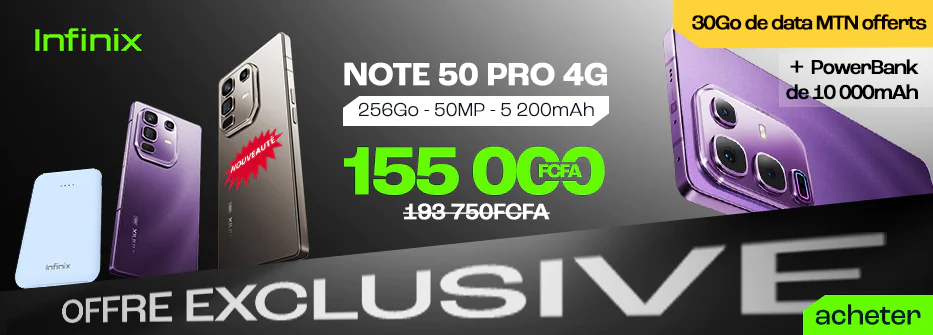 Infinix
30Go de data MTN offerts
+ PowerBank
de 10 000mAh
NOTE 50 PRO 4G
256Go - 50MP - 5 200mAh
NOUVEAUTÉ
155 000 FCFA
193 750FCFA
Infinix
Infinix
OFFRE EXCLUSIVE
acheter